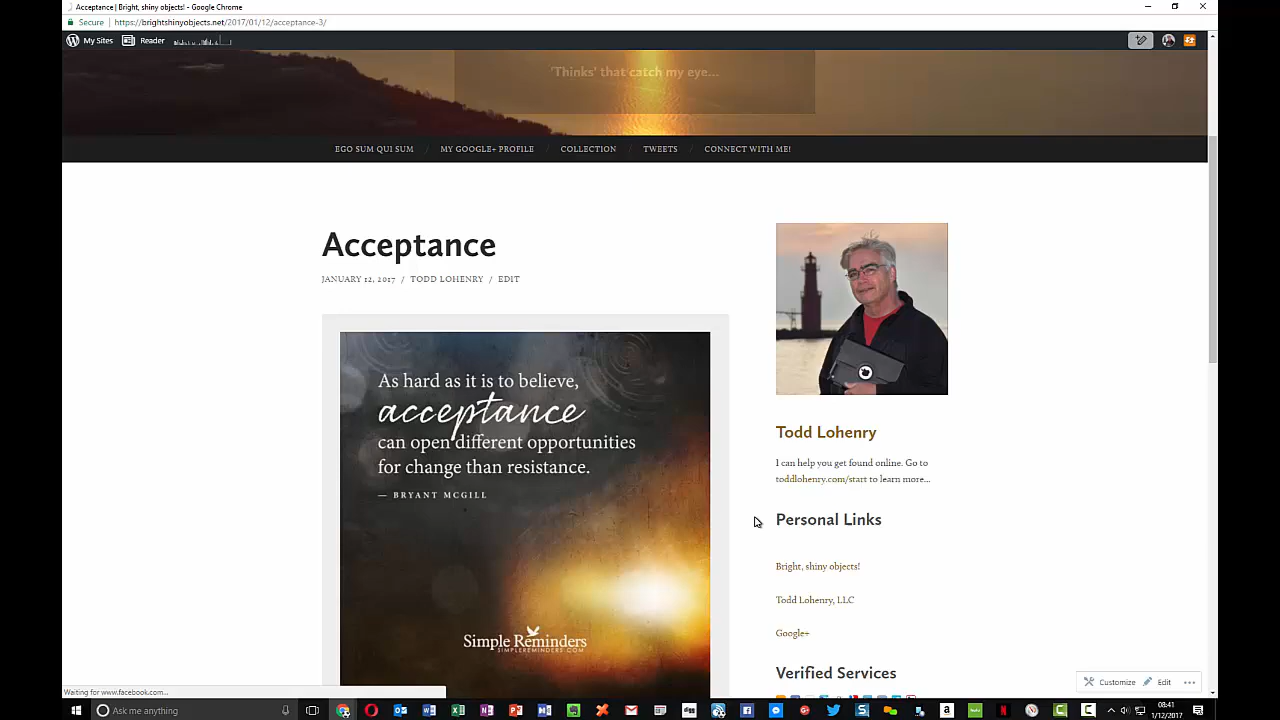 Acceptance | Bright, shiny objects! - Google Chrome
Secure | https://brightshinyobjects.net/2017/01/12/acceptance-3/
My Sites Reader
'Thinks' that catch my eye...
EGO SUM QUI SUM / MY GOOGLE+ PROFILE / COLLECTION / TWEETS / CONNECT WITH ME!
Acceptance
JANUARY 12, 2017 / TODD LOHENRY / EDIT
As hard as it is to believe,
acceptance
can open different opportunities
for change than resistance.
— BRYANT MCGILL
Simple Reminders
SIMPLEREMINDERS.COM
Todd Lohenry
I can help you get found online. Go to
toddlohenry.com/start to learn more...
Personal Links
Bright, shiny objects!
Todd Lohenry, LLC
Google+
Verified Services
Customize Edit
Waiting for www.facebook.com...
Ask me anything
08:41
1/12/2017